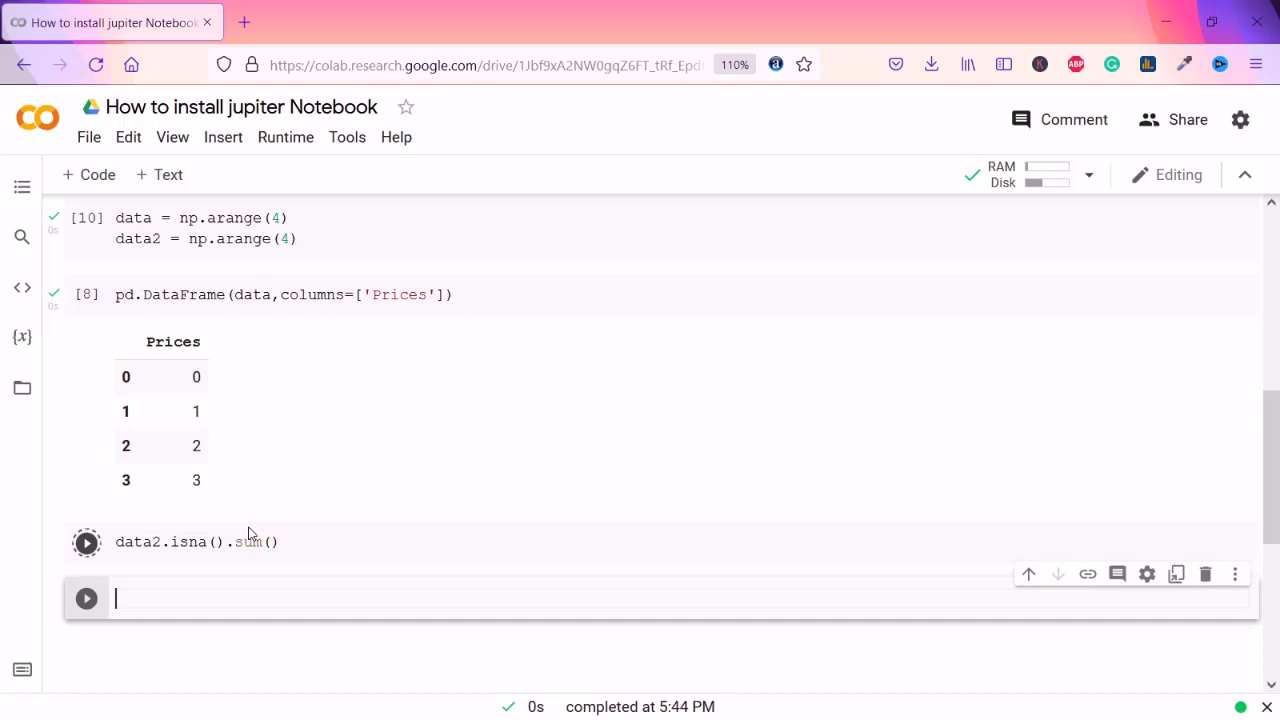 How to install jupiter Notebook
https://colab.research.google.com/drive/1Jbf9xA2NW0gqZ6FT_tRf_Epdl
110%
How to install jupiter Notebook
File Edit View Insert Runtime Tools Help
Comment
Share
+ Code + Text
RAM
Disk
Editing
[10] data = np.arange(4)
0s
data2 = np.arange(4)
[8] pd.DataFrame(data,columns=['Prices'])
0s
Prices
0 0
1 1
2 2
3 3
data2.isna().sum()
0s completed at 5:44 PM